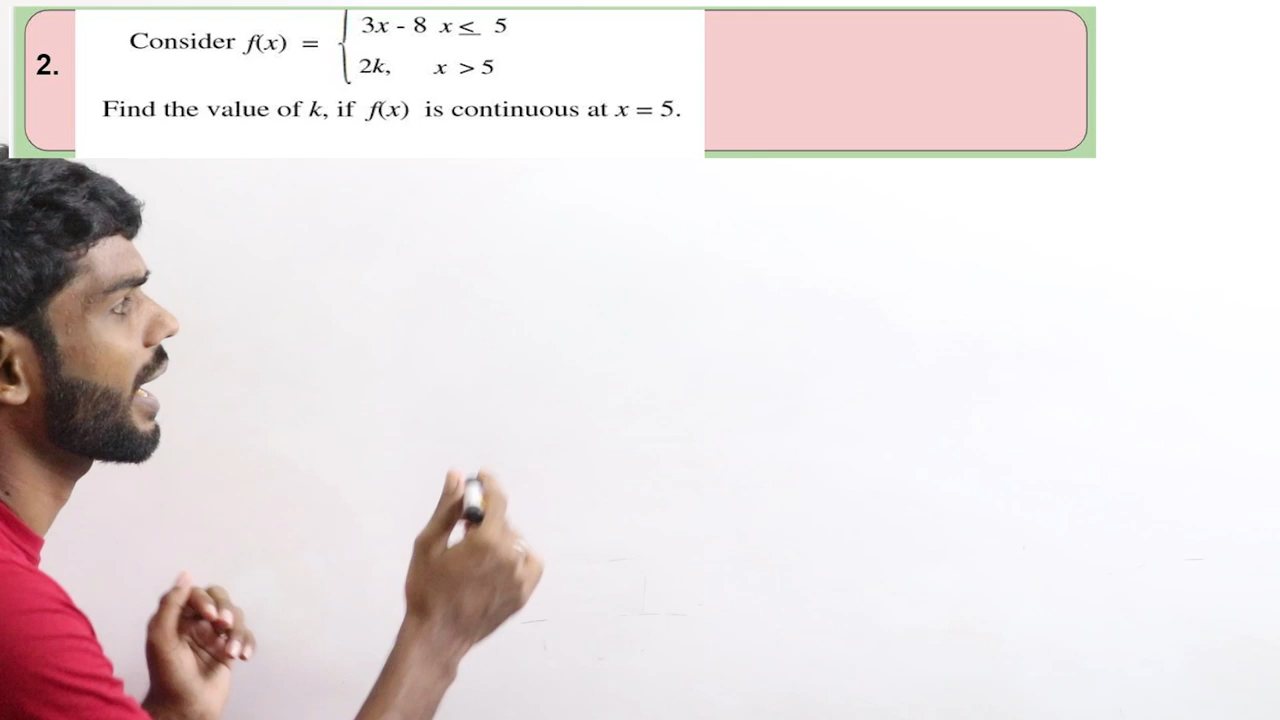 2.
Consider f(x) = { 3x - 8 x ≤ 5
2k, x > 5
Find the value of k, if f(x) is continuous at x = 5.